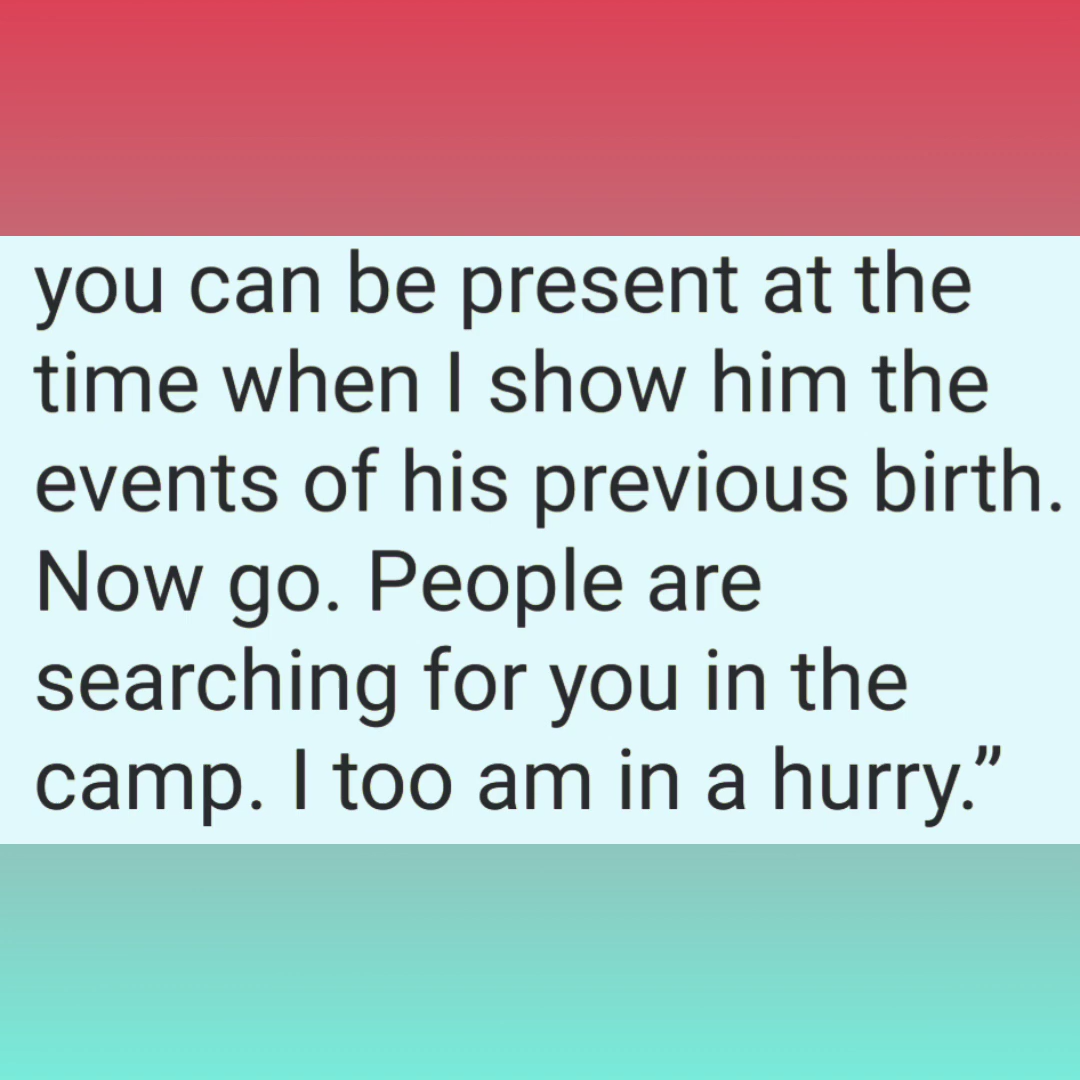 you can be present at the
time when I show him the
events of his previous birth.
Now go. People are
searching for you in the
camp. I too am in a hurry.”